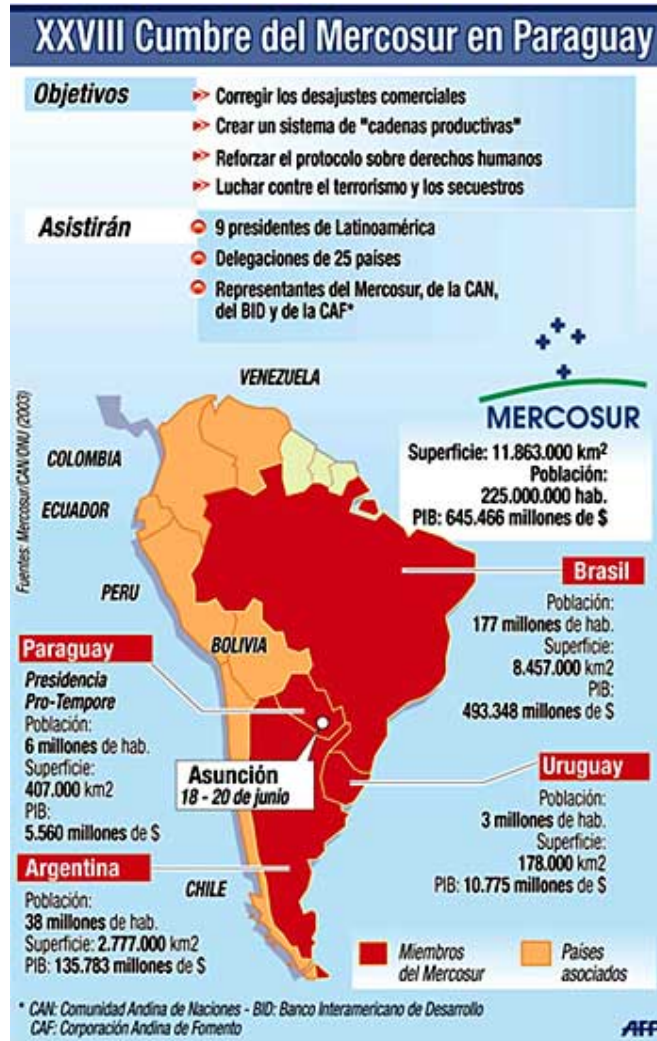 XXVIII Cumbre del Mercosur en Paraguay
Objetivos
Corregir los desajustes comerciales
Crear un sistema de "cadenas productivas"
Reforzar el protocolo sobre derechos humanos
Luchar contra el terrorismo y los secuestros
Asistirán
9 presidentes de Latinoamérica
Delegaciones de 25 países
Representantes del Mercosur, de la CAN,
del BID y de la CAF*
MERCOSUR
Superficie: 11.863.000 km²
Población:
225.000.000 hab.
PIB: 645.466 millones de $
Fuentes: Mercosur/CAN/ONU (2003)
VENEZUELA
COLOMBIA
ECUADOR
PERU
BOLIVIA
CHILE
Brasil
Población:
177 millones de hab.
Superficie:
8.457.000 km2
PIB:
493.348 millones de $
Paraguay
Presidencia
Pro-Tempore
Población:
6 millones de hab.
Superficie:
407.000 km2
PIB:
5.560 millones de $
Asunción
18 - 20 de junio
Uruguay
Población:
3 millones de hab.
Superficie:
178.000 km2
PIB: 10.775 millones de $
Argentina
Población:
38 millones de hab.
Superficie: 2.777.000 km2
PIB: 135.783 millones de $
Miembros
del Mercosur
Países
asociados
* CAN: Comunidad Andina de Naciones - BID: Banco Interamericano de Desarrollo
CAF: Corporación Andina de Fomento
AFP